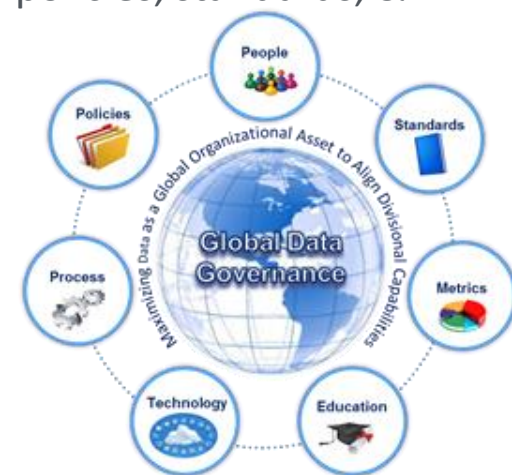 People
Policies
Standards
Maximizing Data as a Global Organizational Asset to Align Divisional Capabilities
Global Data
Governance
Process
Metrics
Technology
Education